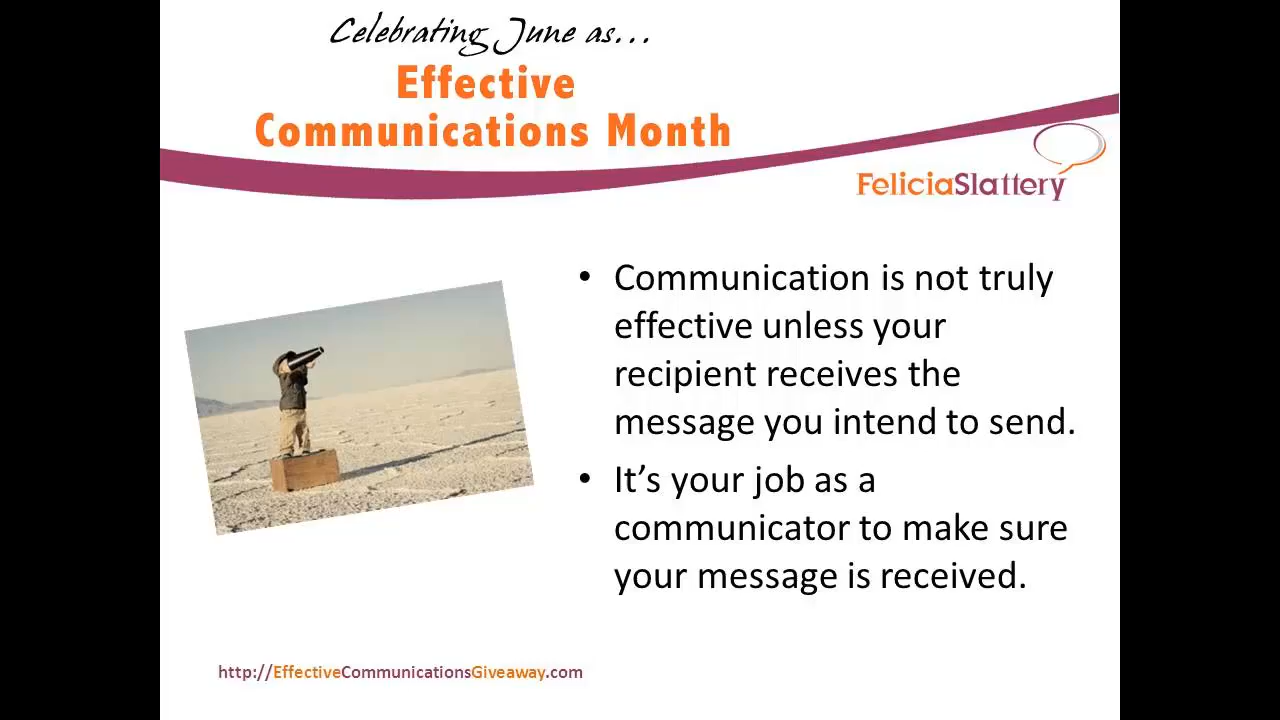 Celebrating June as...
Effective
Communications Month
FeliciaSlattery
• Communication is not truly
effective unless your
recipient receives the
message you intend to send.
• It’s your job as a
communicator to make sure
your message is received.
http://EffectiveCommunicationsGiveaway.com